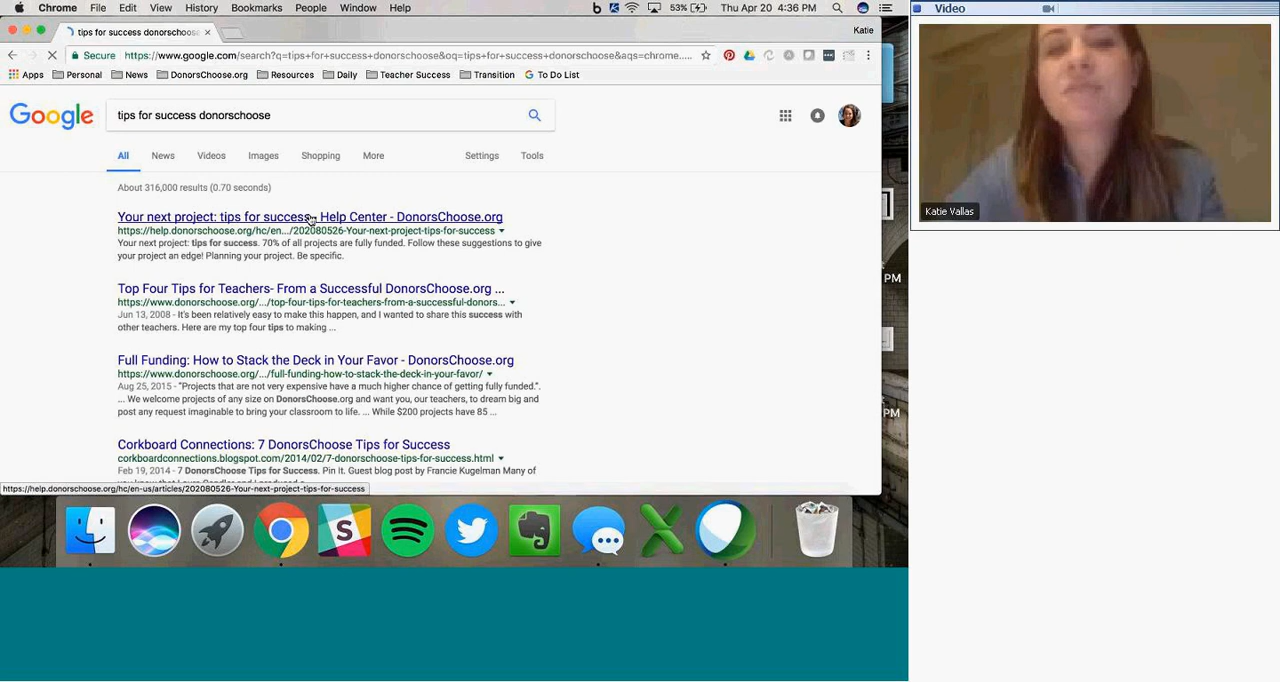 Chrome File Edit View History Bookmarks People Window Help 53% Thu Apr 20 4:36 PM
Video
tips for success donorschoose
Katie
Secure https://www.google.com/search?q=tips+for+success+donorschoose&oq=tips+for+success+donorschoose&aqs=chrome.....
Apps Personal News DonorsChoose.org Resources Daily Teacher Success Transition To Do List
Google tips for success donorschoose
All News Videos Images Shopping More Settings Tools
About 316,000 results (0.70 seconds)
Your next project: tips for success - Help Center - DonorsChoose.org
https://help.donorschoose.org/hc/en.../202080526-Your-next-project-tips-for-success
Your next project: tips for success. 70% of all projects are fully funded. Follow these suggestions to give
your project an edge! Planning your project. Be specific.
Katie Vallas
PM
Top Four Tips for Teachers- From a Successful DonorsChoose.org ...
https://www.donorschoose.org/.../top-four-tips-for-teachers-from-a-successful-donors...
Jun 13, 2008 - It's been relatively easy to make this happen, and I wanted to share this success with
other teachers. Here are my top four tips to making ...
Full Funding: How to Stack the Deck in Your Favor - DonorsChoose.org
https://www.donorschoose.org/.../full-funding-how-to-stack-the-deck-in-your-favor/
Aug 25, 2015 - "Projects that are not very expensive have a much higher chance of getting fully funded.".
... We welcome projects of any size on DonorsChoose.org and want you, our teachers, to dream big and
post any request imaginable to bring your classroom to life. ... While $200 projects have 85 ...
PM
Corkboard Connections: 7 DonorsChoose Tips for Success
corkboardconnections.blogspot.com/2014/02/7-donorschoose-tips-for-success.html
Feb 19, 2014 - 7 DonorsChoose Tips for Success. Pin it. Guest blog post by Francie Kugelman Many of
https://help.donorschoose.org/hc/en-us/articles/202080526-Your-next-project-tips-for-success